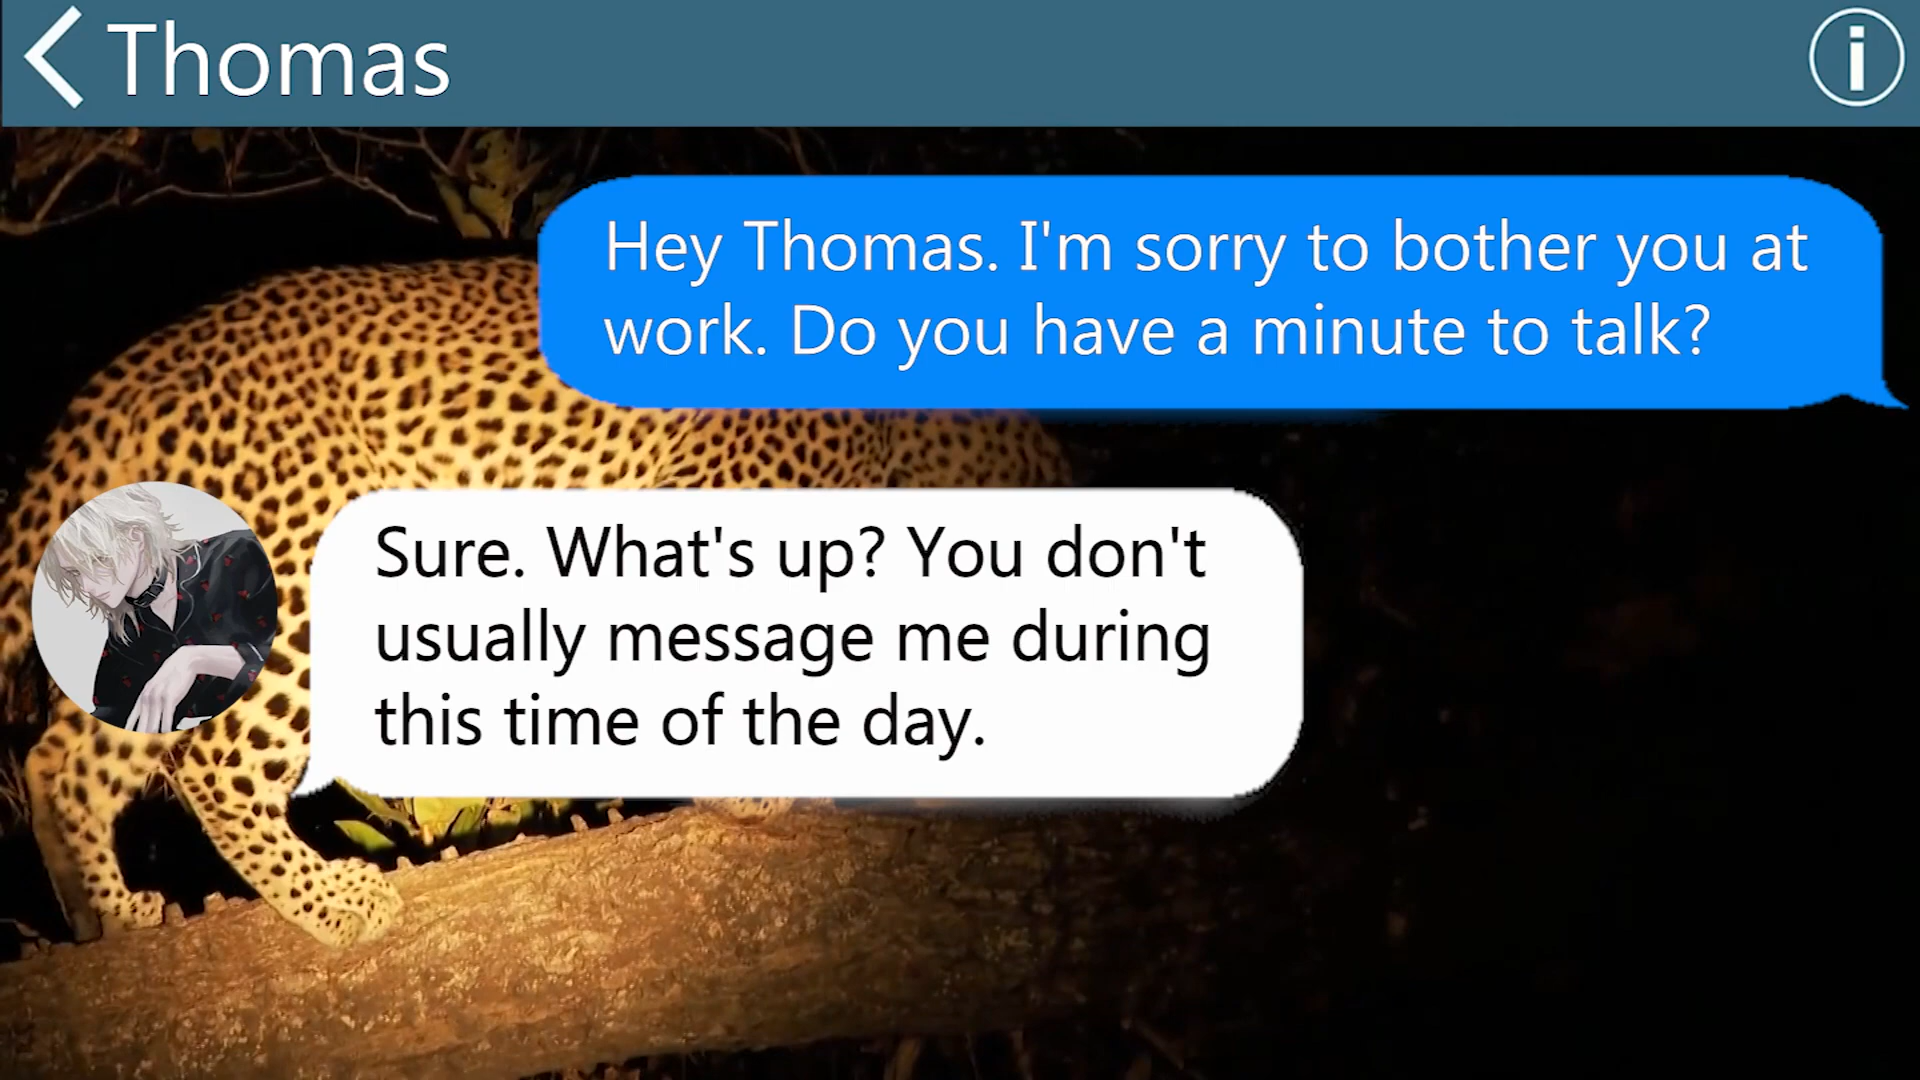 Thomas
Hey Thomas. I'm sorry to bother you at
work. Do you have a minute to talk?
Sure. What's up? You don't
usually message me during
this time of the day.